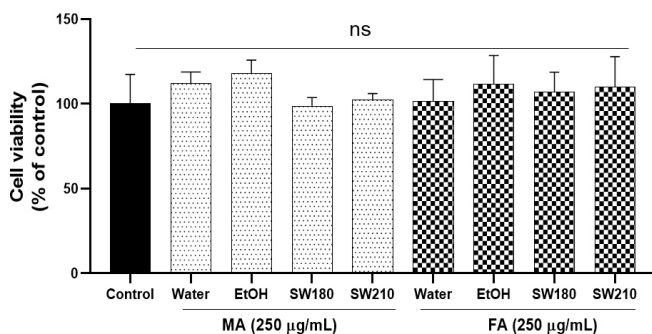 ns
Cell viability
(% of control)
150
100
50
0
Control Water EtOH SW180 SW210 Water EtOH SW180 SW210
MA (250 μg/mL) FA (250 μg/mL)